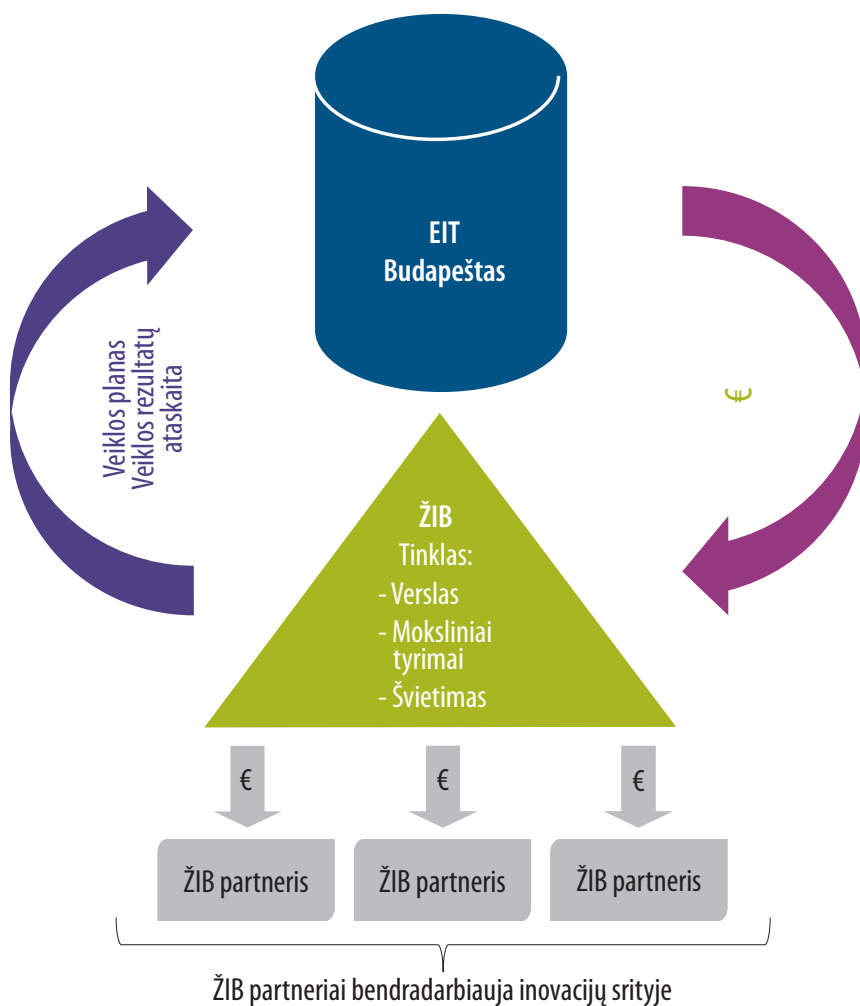 EIT
Budapeštas
Veiklos planas
Veiklos rezultatų
ataskaita
€
ŽIB
Tinklas:
- Verslas
- Moksliniai
tyrimai
- Švietimas
€
€
€
ŽIB partneris
ŽIB partneris
ŽIB partneris
ŽIB partneriai bendradarbiauja inovacijų srityje